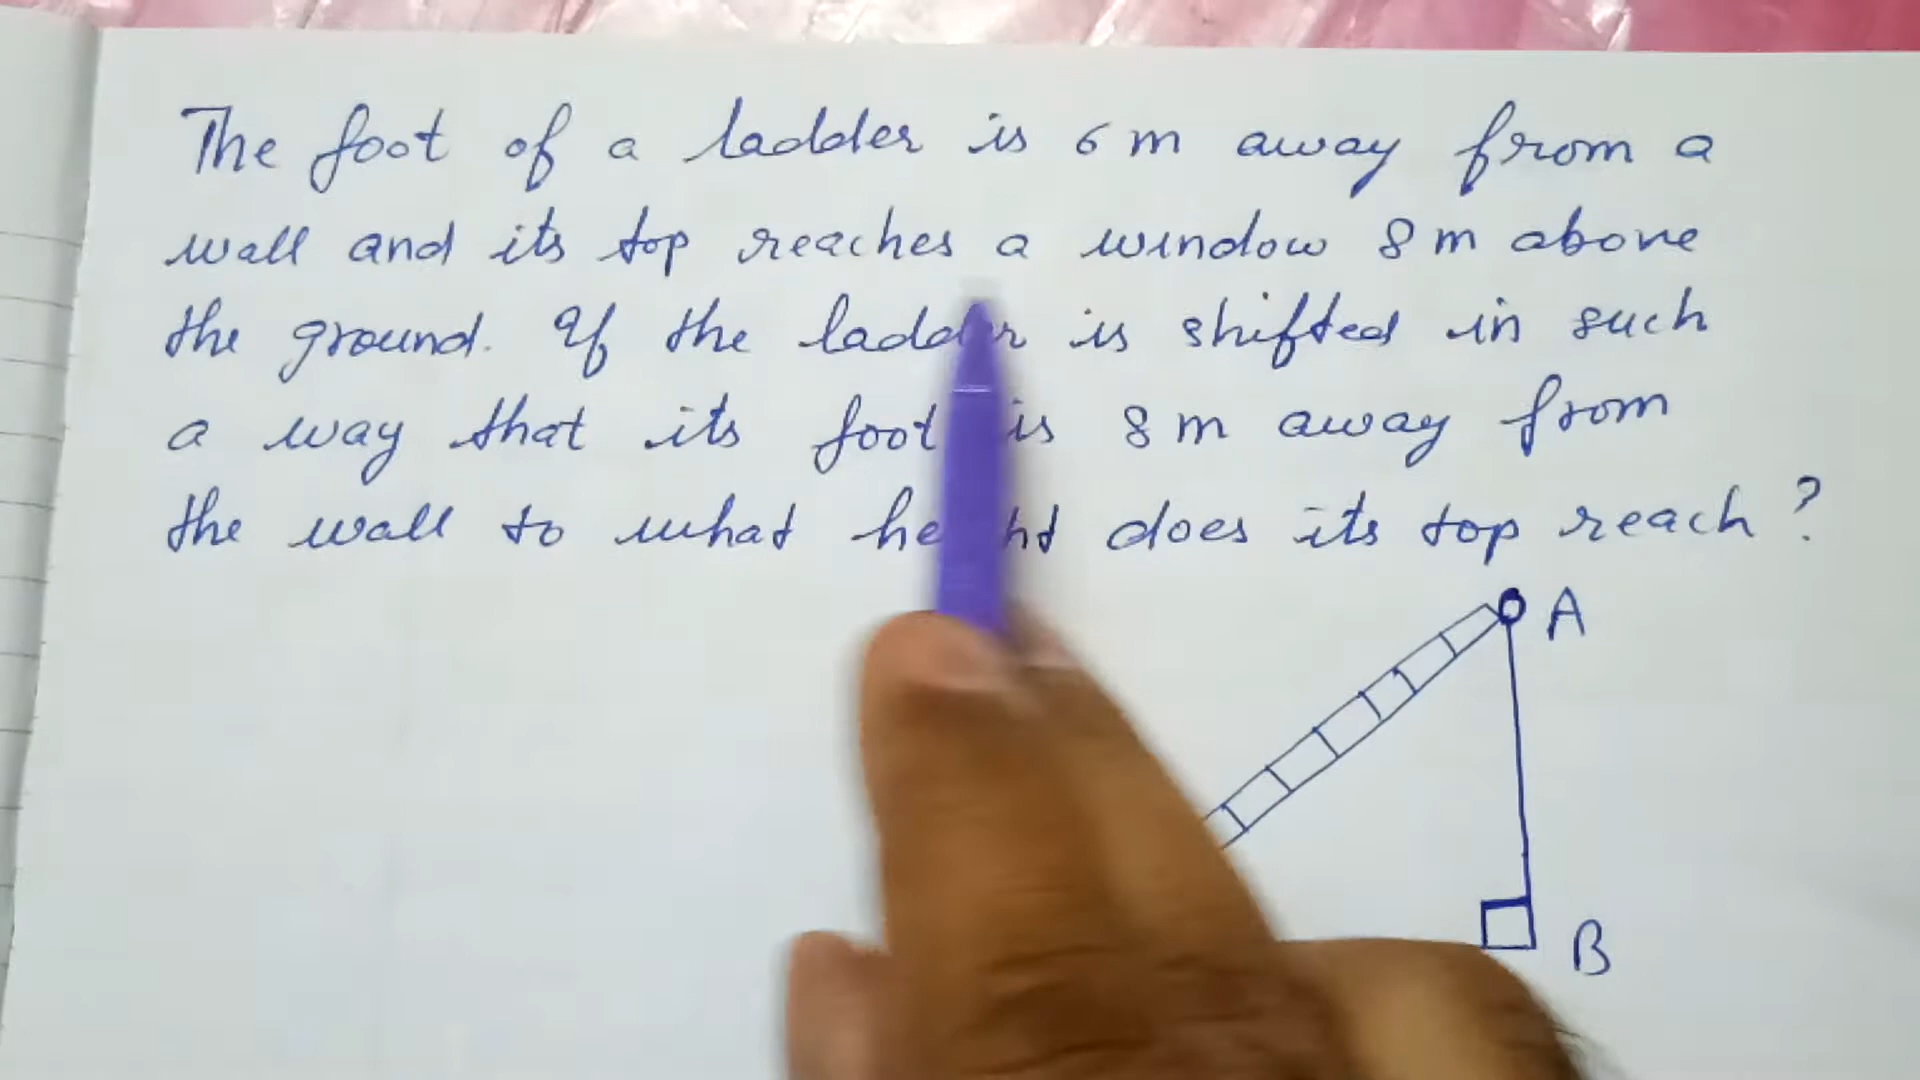 The foot of a ladder is 6 m away from a
wall and its top reaches a window 8 m above
the ground. If the ladder is shifted in such
a way that its foot is 8 m away from
the wall to what does its top reach?
A
B